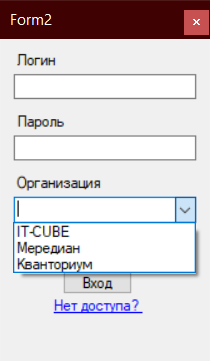 Form2
Логин
Пароль
Организация
IT-CUBE
Меридиан
Кванториум
Вход
Нет доступа?